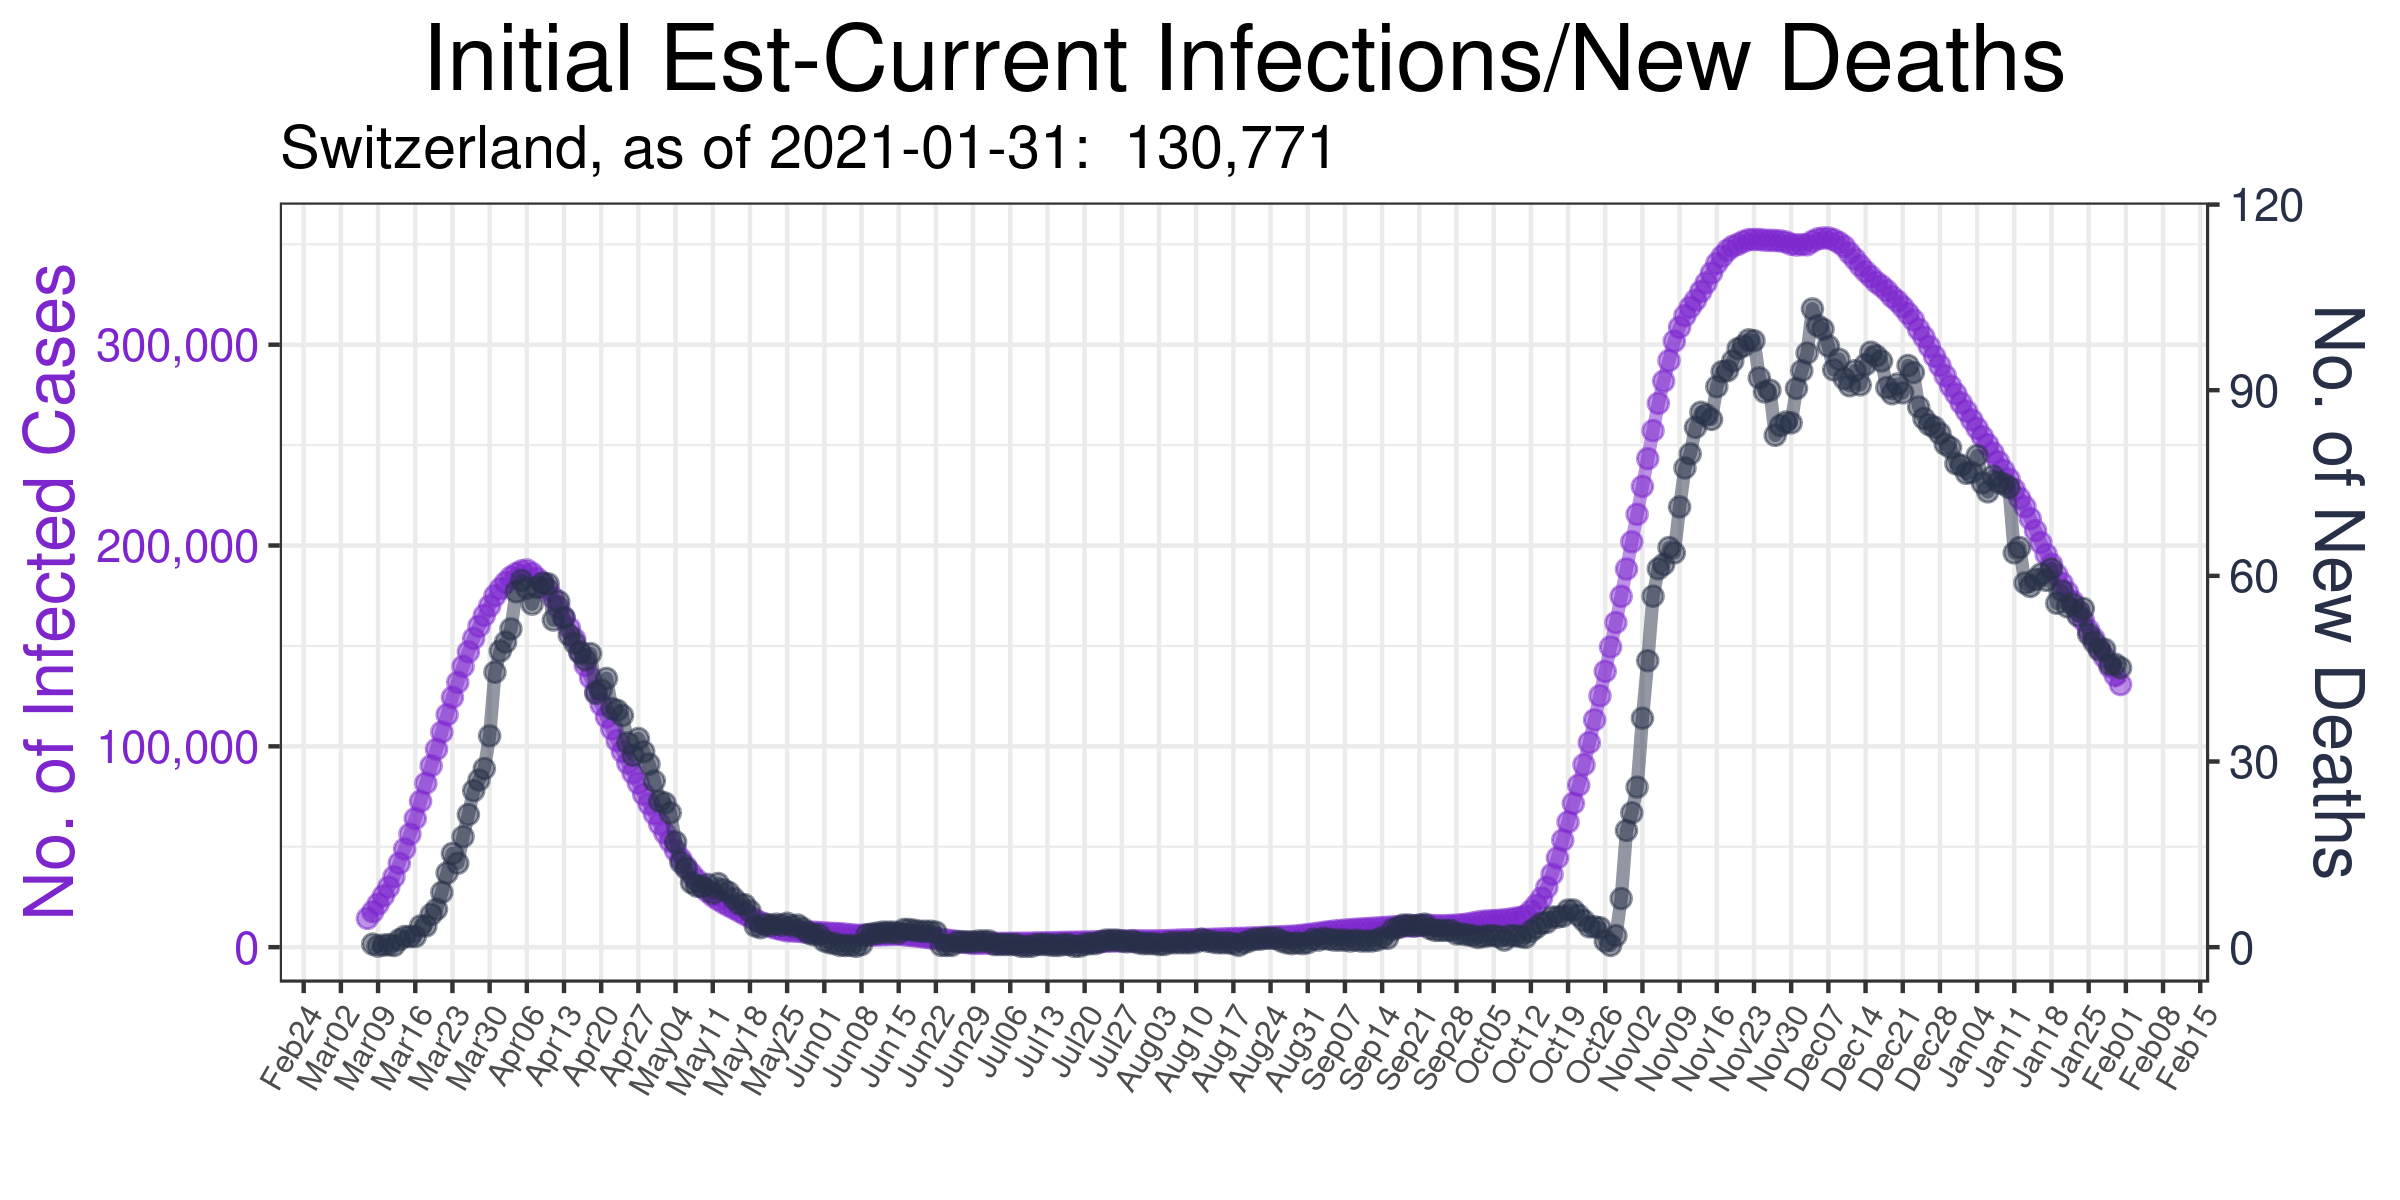 Initial Est-Current Infections/New Deaths
Switzerland, as of 2021-01-31: 130,771
No. of Infected Cases
300,000
200,000
100,000
0
120
90
60
30
0
No. of New Deaths
Feb24
Mar02
Mar09
Mar16
Mar23
Mar30
Apr06
Apr13
Apr20
Apr27
May04
May11
May18
May25
Jun01
Jun08
Jun15
Jun22
Jun29
Jul06
Jul13
Jul20
Jul27
Aug03
Aug10
Aug17
Aug24
Aug31
Sep07
Sep14
Sep21
Sep28
Oct05
Oct12
Oct19
Oct26
Nov02
Nov09
Nov16
Nov23
Nov30
Dec07
Dec14
Dec21
Dec28
Jan04
Jan11
Jan18
Jan25
Feb01
Feb08
Feb15